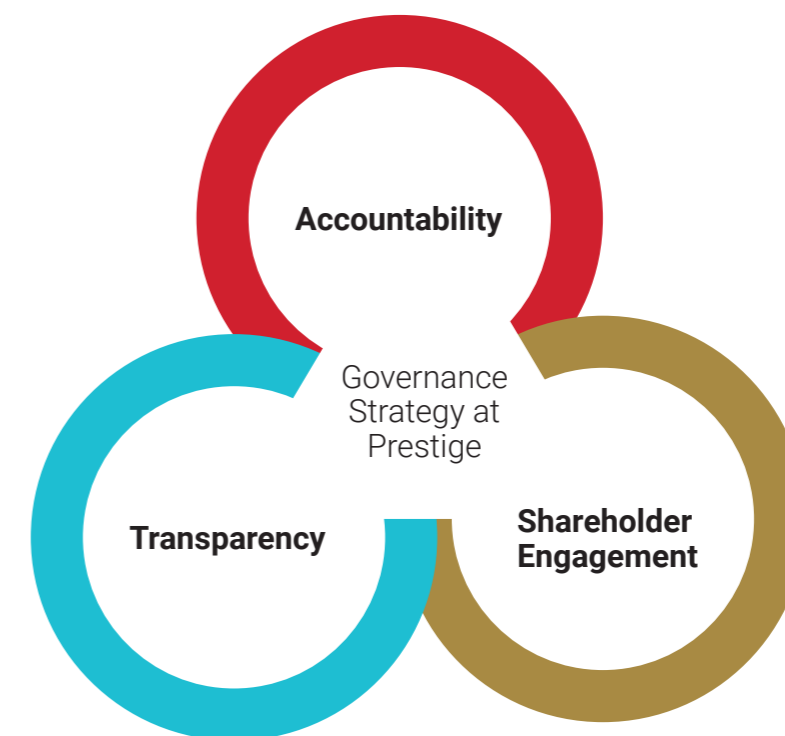 Accountability
Governance
Strategy at
Prestige
Transparency
Shareholder
Engagement